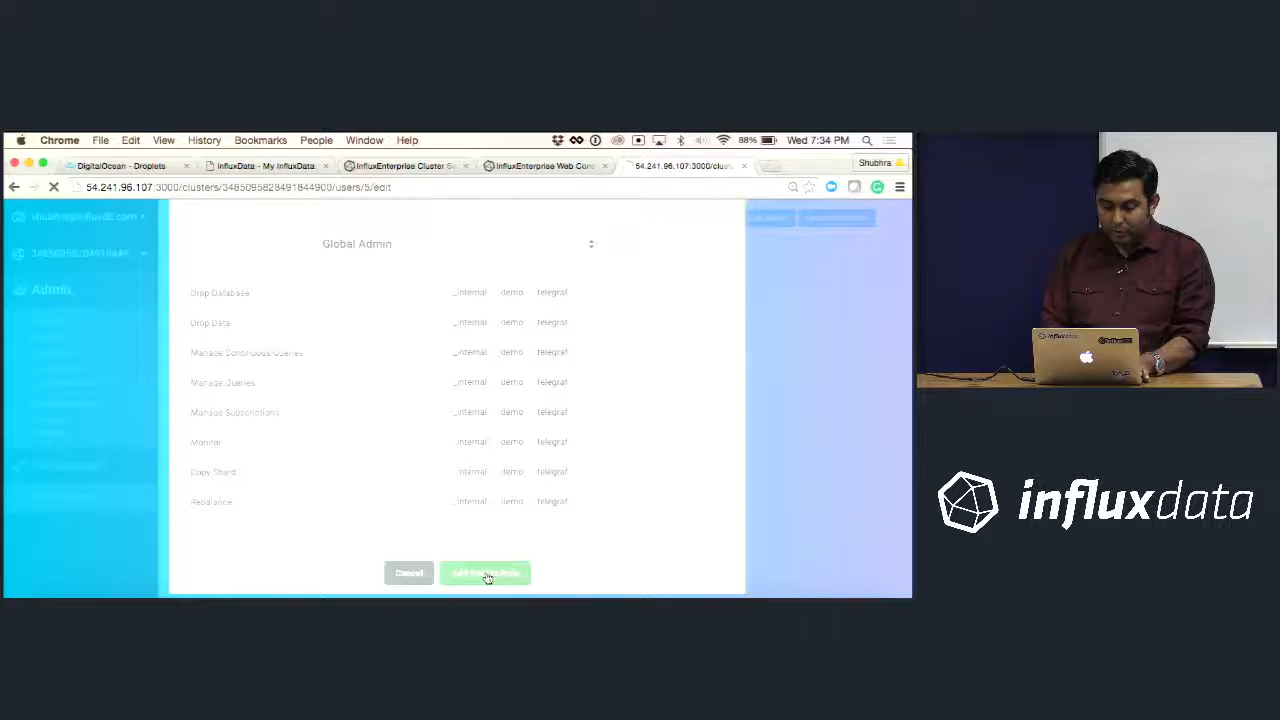 Chrome File Edit View History Bookmarks People Window Help 88% Wed 7:34 PM
DigitalOcean - Droplets InfluxData - My InfluxData InfluxEnterprise Cluster InfluxEnterprise Web Cons 54.241.96.107:3000/clust Shubhra
54.241.96.107:3000/clusters/3485095828491844900/users/5/edit
Global Admin
Admin
Drop Database _internal demo telegraf
Drop Data _internal demo telegraf
Manage Continuous Queries _internal demo telegraf
Manage Queries _internal demo telegraf
Manage Subscriptions _internal demo telegraf
Monitor _internal demo telegraf
Copy Shard _internal demo telegraf
Rebalance _internal demo telegraf
Cancel
influxdata